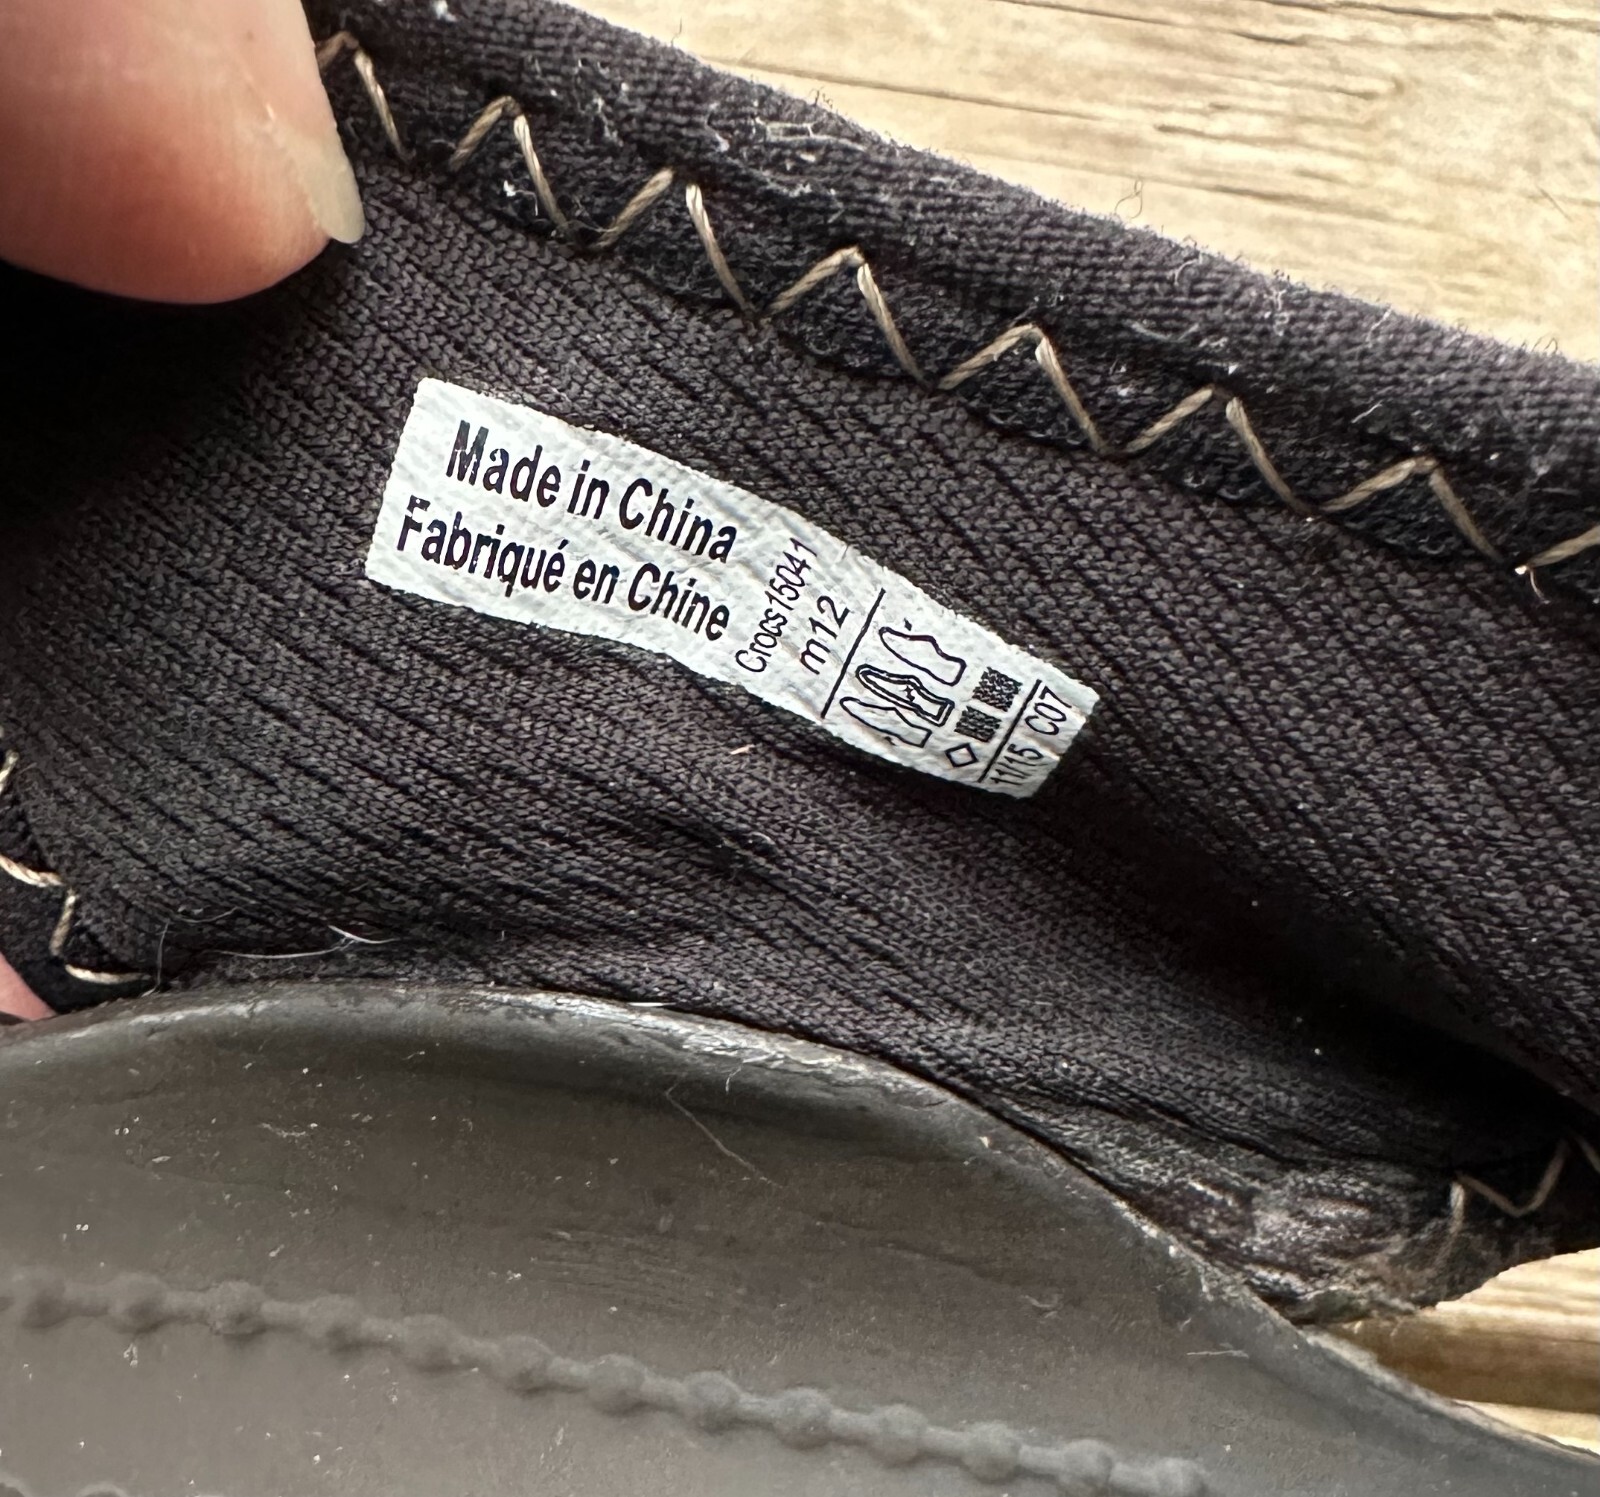 Made in China
Fabriqué en Chine
Crocs15041
m12
11/15 C07